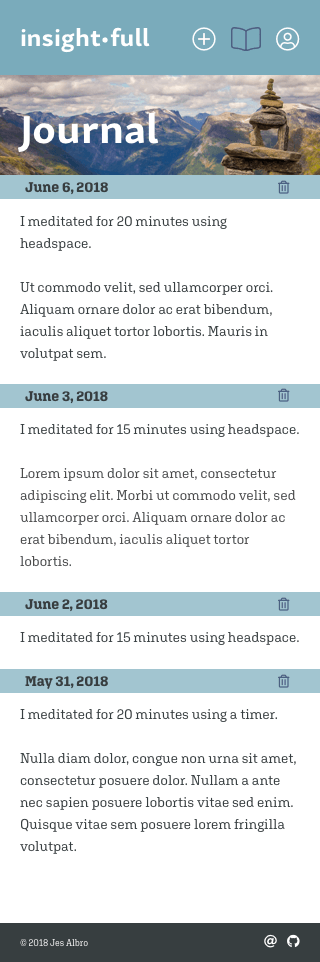 insight•full
Journal
June 6, 2018
I meditated for 20 minutes using
headspace.
Ut commodo velit, sed ullamcorper orci.
Aliquam ornare dolor ac erat bibendum,
iaculis aliquet tortor lobortis. Mauris in
volutpat sem.
June 3, 2018
I meditated for 15 minutes using headspace.
Lorem ipsum dolor sit amet, consectetur
adipiscing elit. Morbi ut commodo velit, sed
ullamcorper orci. Aliquam ornare dolor ac
erat bibendum, iaculis aliquet tortor
lobortis.
June 2, 2018
I meditated for 15 minutes using headspace.
May 31, 2018
I meditated for 20 minutes using a timer.
Nulla diam dolor, congue non urna sit amet,
consectetur posuere dolor. Nullam a ante
nec sapien posuere lobortis vitae sed enim.
Quisque vitae sem posuere lorem fringilla
volutpat.
© 2018 Jes Albro